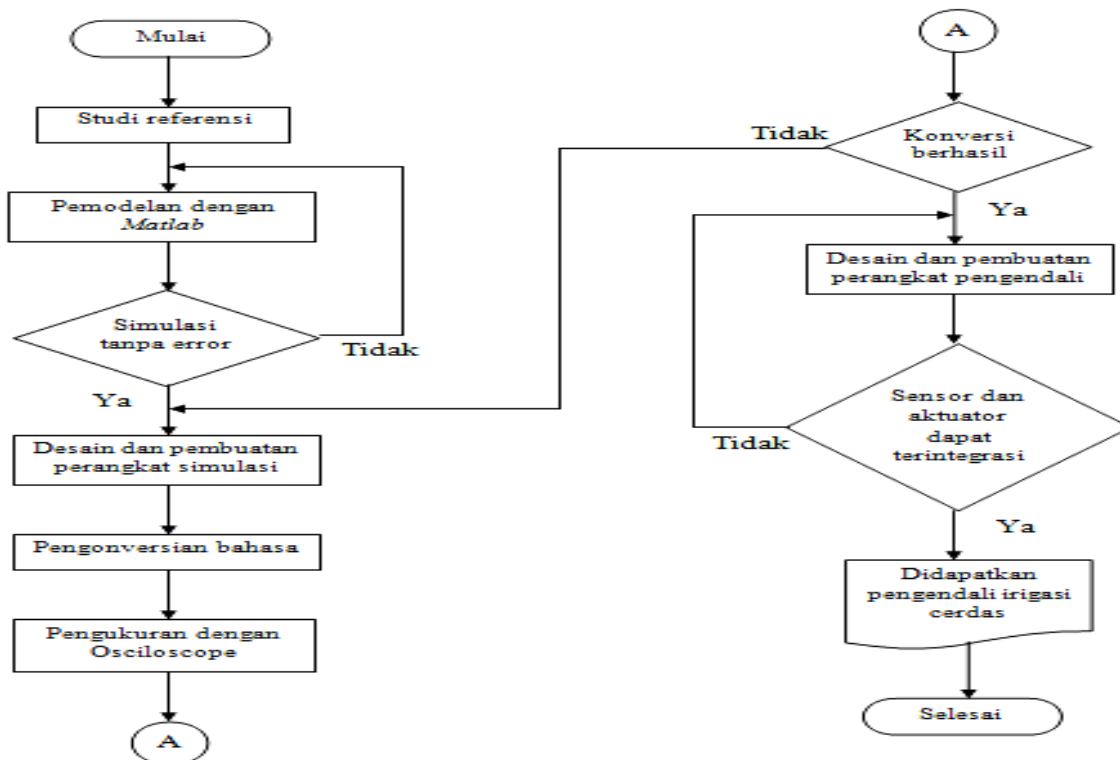 Mulai
Studi referensi
Pemodelan dengan
Matlab
Simulasi
tanpa error
Tidak
Ya
Desain dan pembuatan
perangkat simulasi
Pengonversian bahasa
Pengukuran dengan
Osciloscope
A
A
Konversi
berhasil
Tidak
Ya
Desain dan pembuatan
perangkat pengendali
Sensor dan
aktuator
dapat
terintegrasi
Tidak
Ya
Didapatkan
pengendali irigasi
cerdas
Selesai